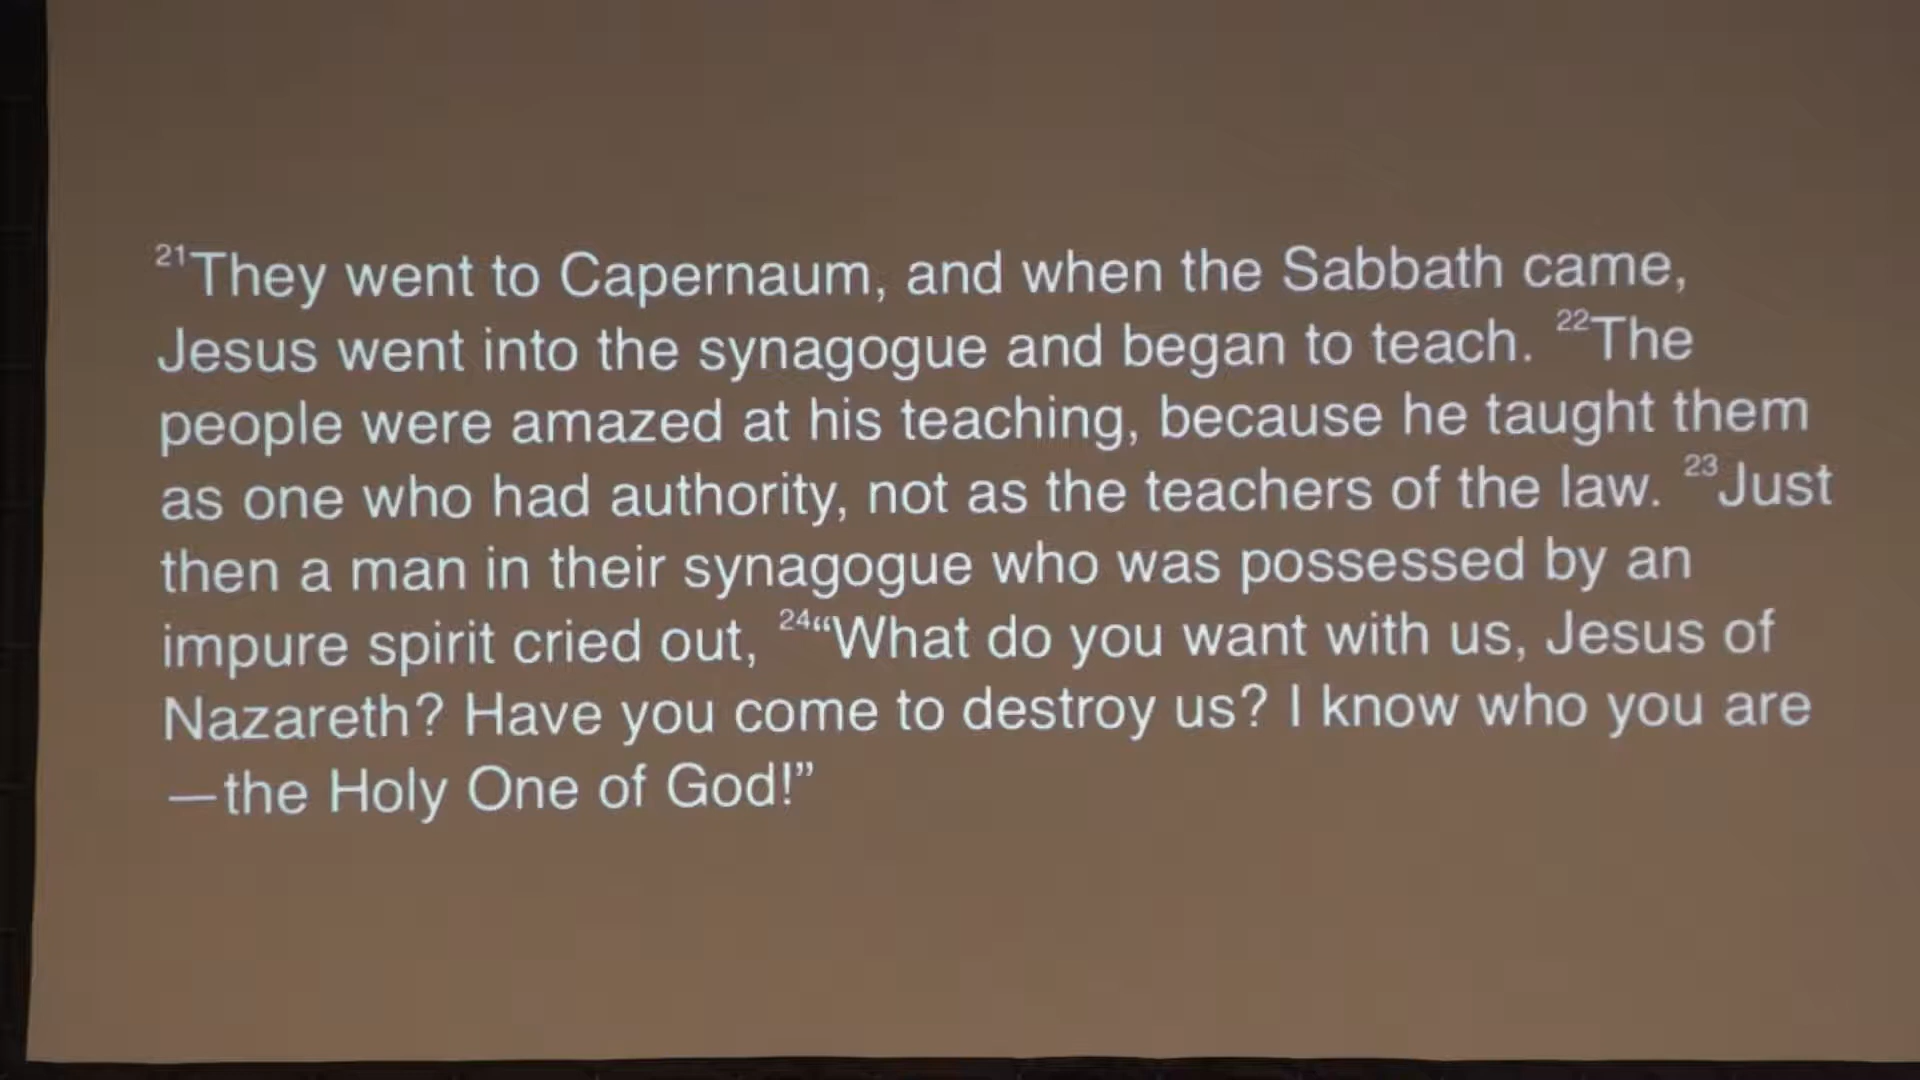 ²¹They went to Capernaum, and when the Sabbath came,
Jesus went into the synagogue and began to teach. ²²The
people were amazed at his teaching, because he taught them
as one who had authority, not as the teachers of the law. ²³Just
then a man in their synagogue who was possessed by an
impure spirit cried out, ²⁴“What do you want with us, Jesus of
Nazareth? Have you come to destroy us? I know who you are
—the Holy One of God!”